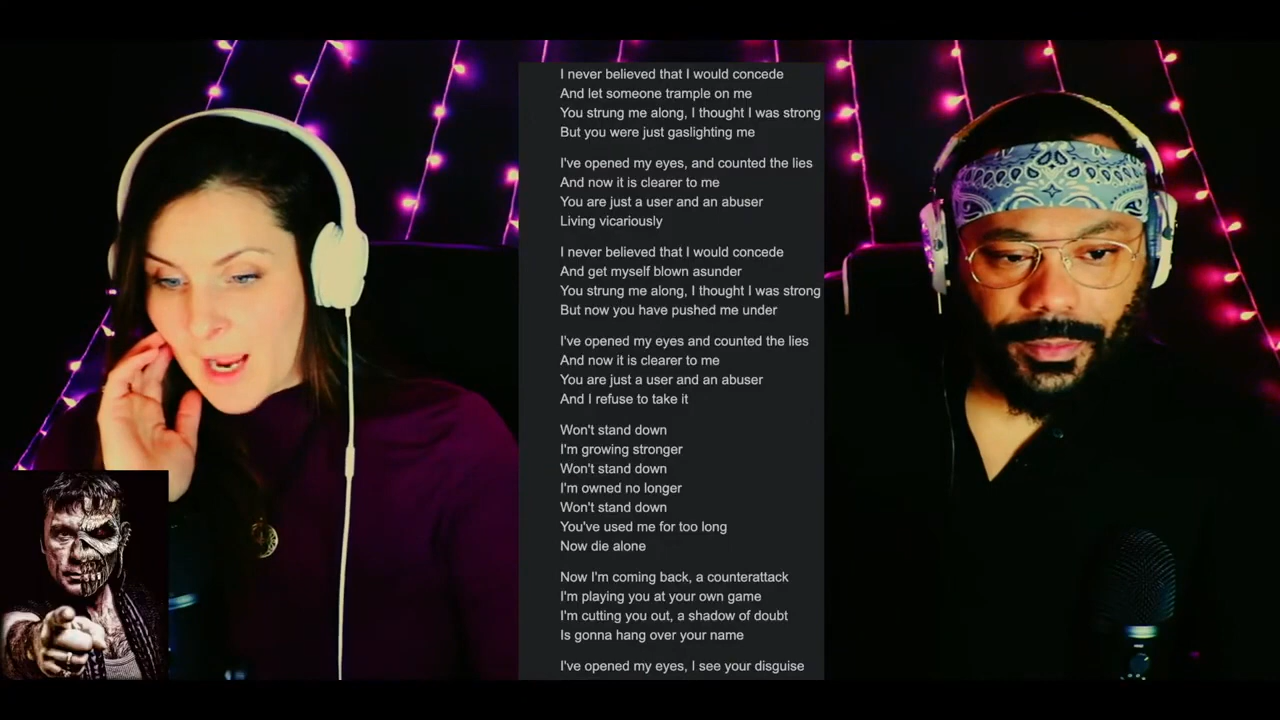 I never believed that I would concede
And let someone trample on me
You strung me along, I thought I was strong
But you were just gaslighting me
I've opened my eyes, and counted the lies
And now it is clearer to me
You are just a user and an abuser
Living vicariously
I never believed that I would concede
And get myself blown asunder
You strung me along, I thought I was strong
But now you have pushed me under
I've opened my eyes and counted the lies
And now it is clearer to me
You are just a user and an abuser
And I refuse to take it
Won't stand down
I'm growing stronger
Won't stand down
I'm owned no longer
Won't stand down
You've used me for too long
Now die alone
Now I'm coming back, a counterattack
I'm playing you at your own game
I'm cutting you out, a shadow of doubt
Is gonna hang over your name
I've opened my eyes, I see your disguise